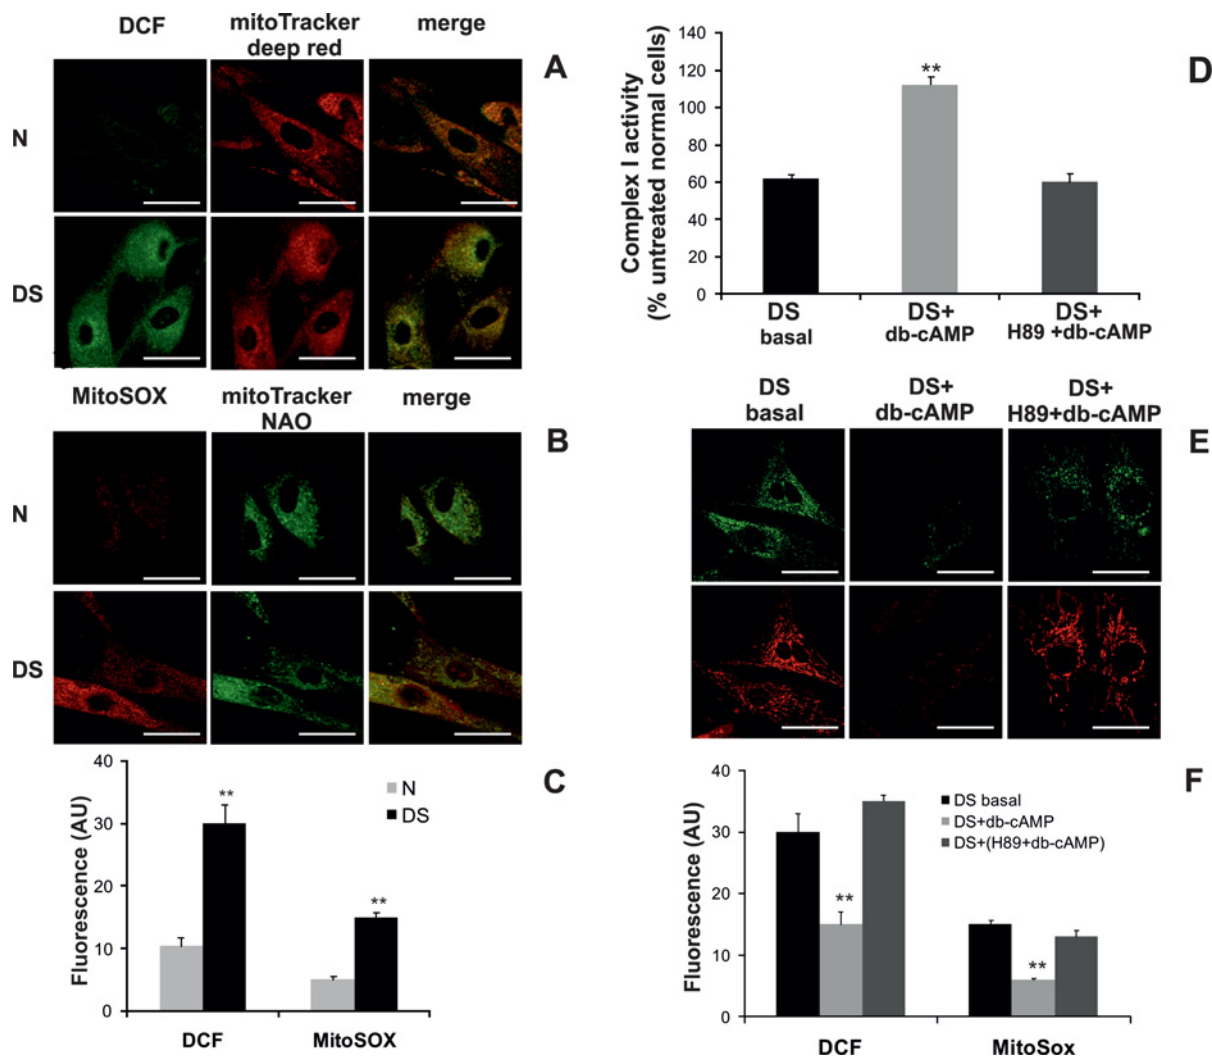 DCF mitoTracker merge
deep red
A
N
DS
MitoSOX mitoTracker merge
NAO
B
N
DS
C
Fluorescence (AU)
40
30
20
10
0
**
**
N
DS
DCF MitoSOX
D
Complex I activity
(% untreated normal cells)
140
120
100
80
60
40
20
0
**
DS DS+ DS+
basal db-cAMP H89 +db-cAMP
DS DS+ DS+
basal db-cAMP H89+db-cAMP
E
F
Fluorescence (AU)
40
30
20
10
0
**
**
DS basal
DS+db-cAMP
DS+(H89+db-cAMP)
DCF MitoSox